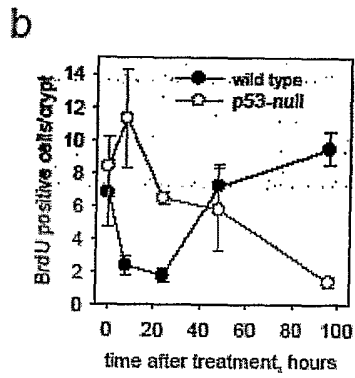 b
14
12
10
8
6
4
2
0
BrdU positive cells/crypt
wild type
p53-null
0 20 40 60 80 100
time after treatment, hours